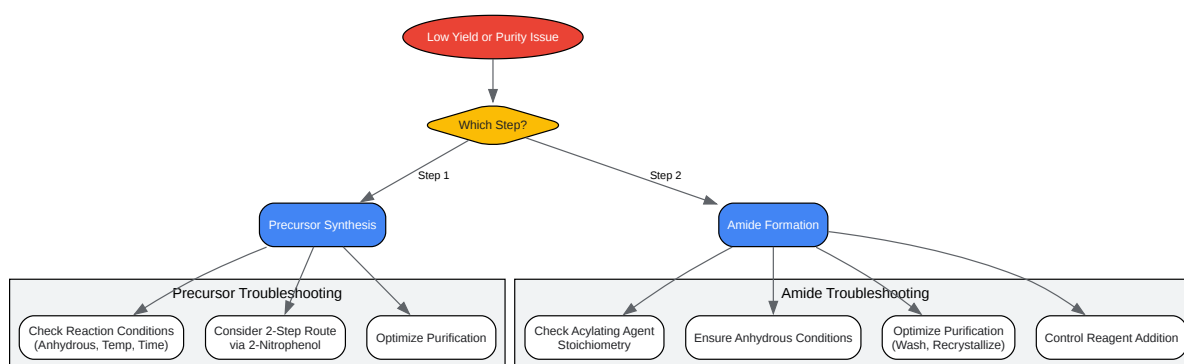 Low Yield or Purity Issue
Which Step?
Step 1
Step 2
Precursor Synthesis
Amide Formation
Precursor Troubleshooting
Check Reaction Conditions
(Anhydrous, Temp, Time)
Consider 2-Step Route
via 2-Nitrophenol
Optimize Purification
Amide Troubleshooting
Check Acylating Agent
Stoichiometry
Ensure Anhydrous Conditions
Optimize Purification
(Wash, Recrystallize)
Control Reagent Addition